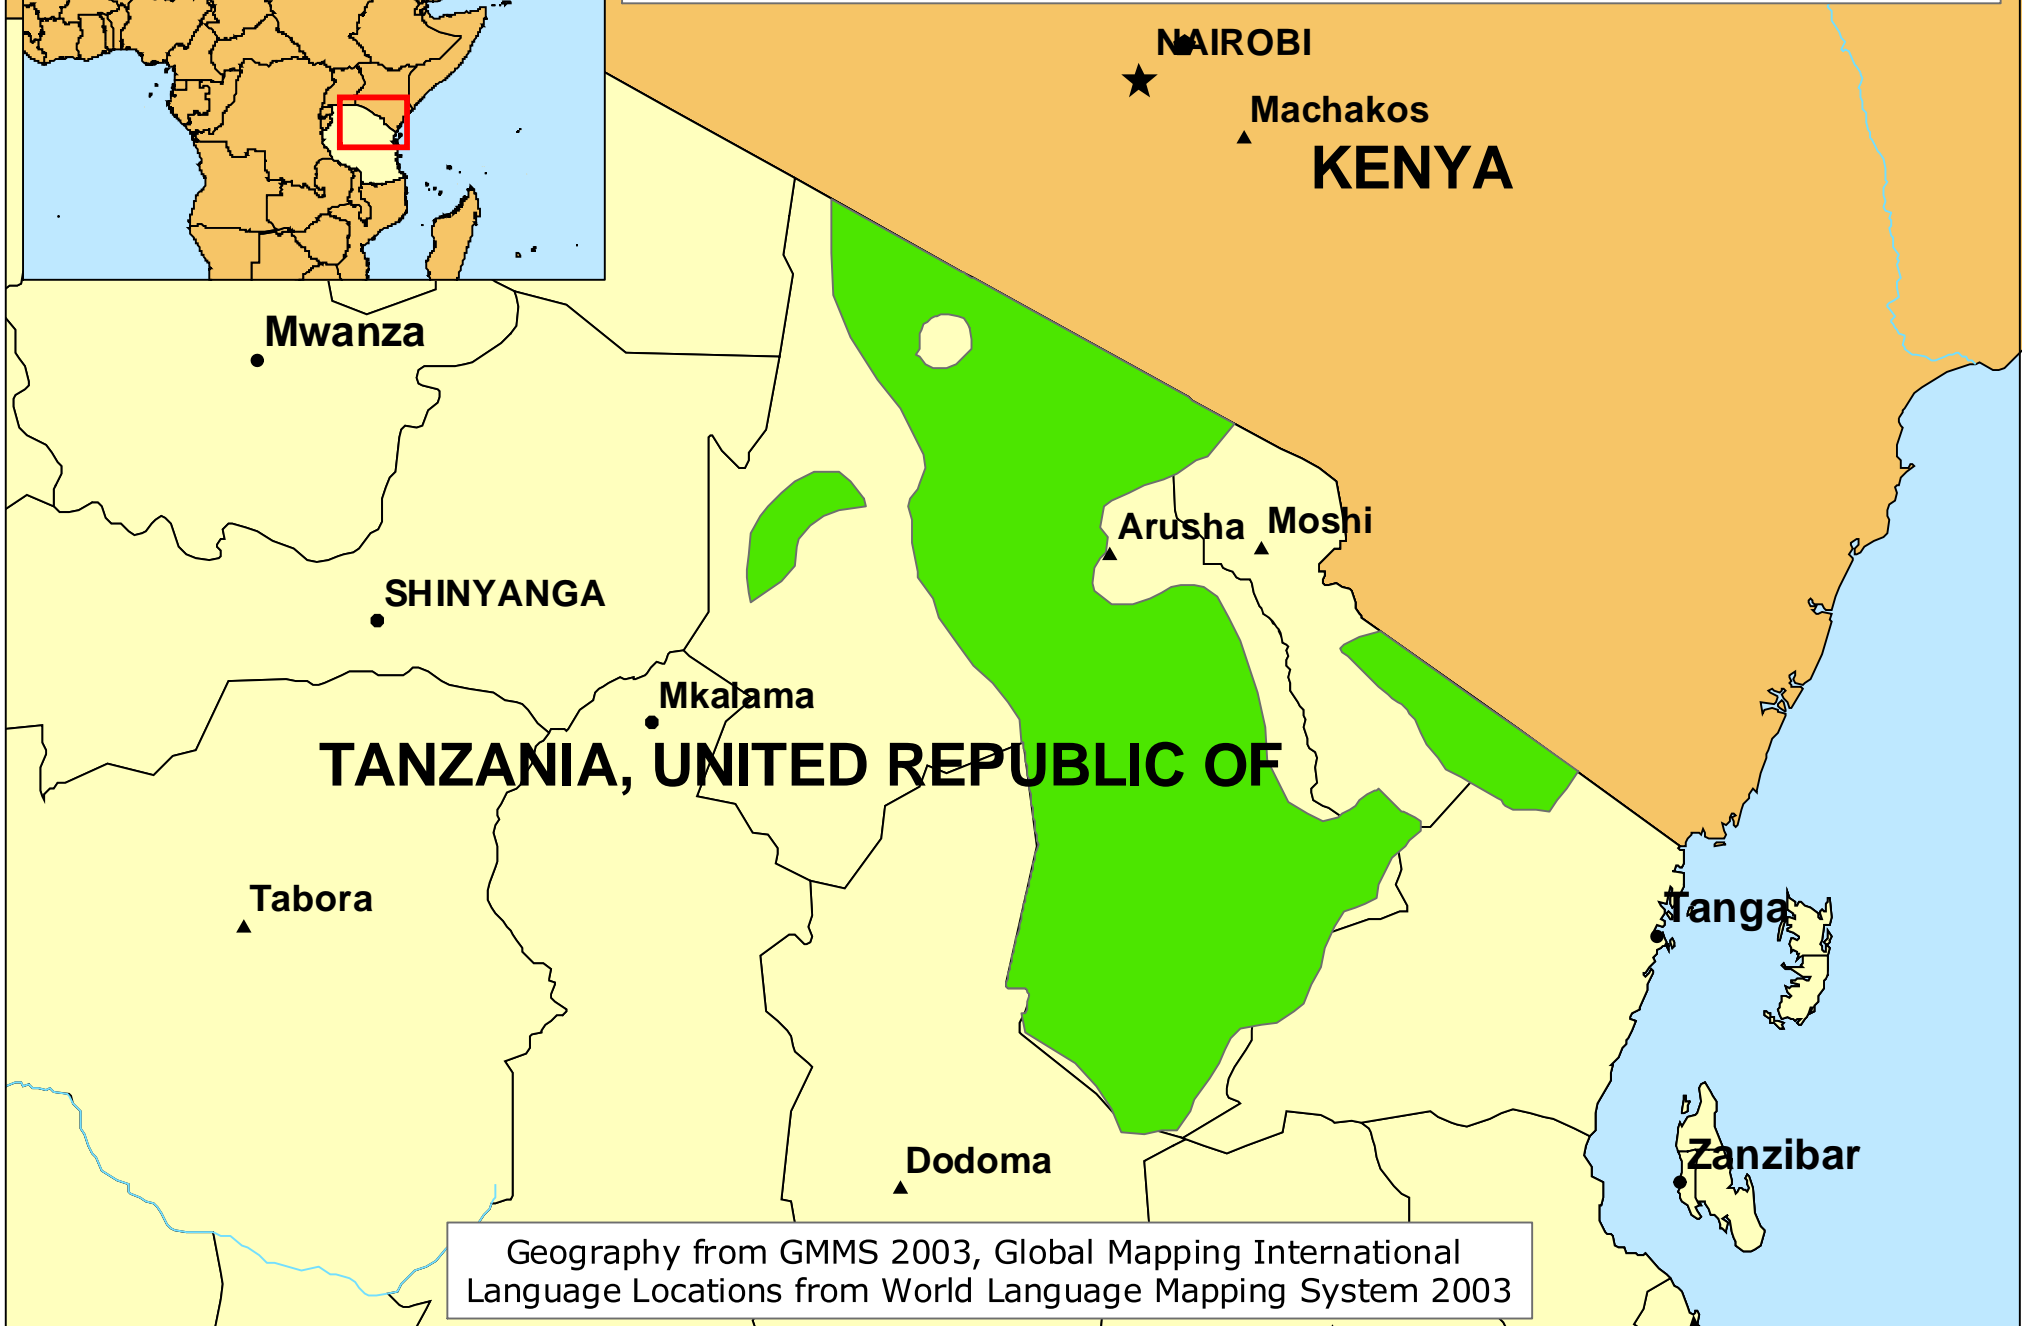 NAIROBI
Machakos
KENYA
Mwanza
Arusha
Moshi
SHINYANGA
Mkalama
TANZANIA, UNITED REPUBLIC OF
Tabora
Tanga
Dodoma
Zanzibar
Geography from GMMS 2003, Global Mapping International
Language Locations from World Language Mapping System 2003